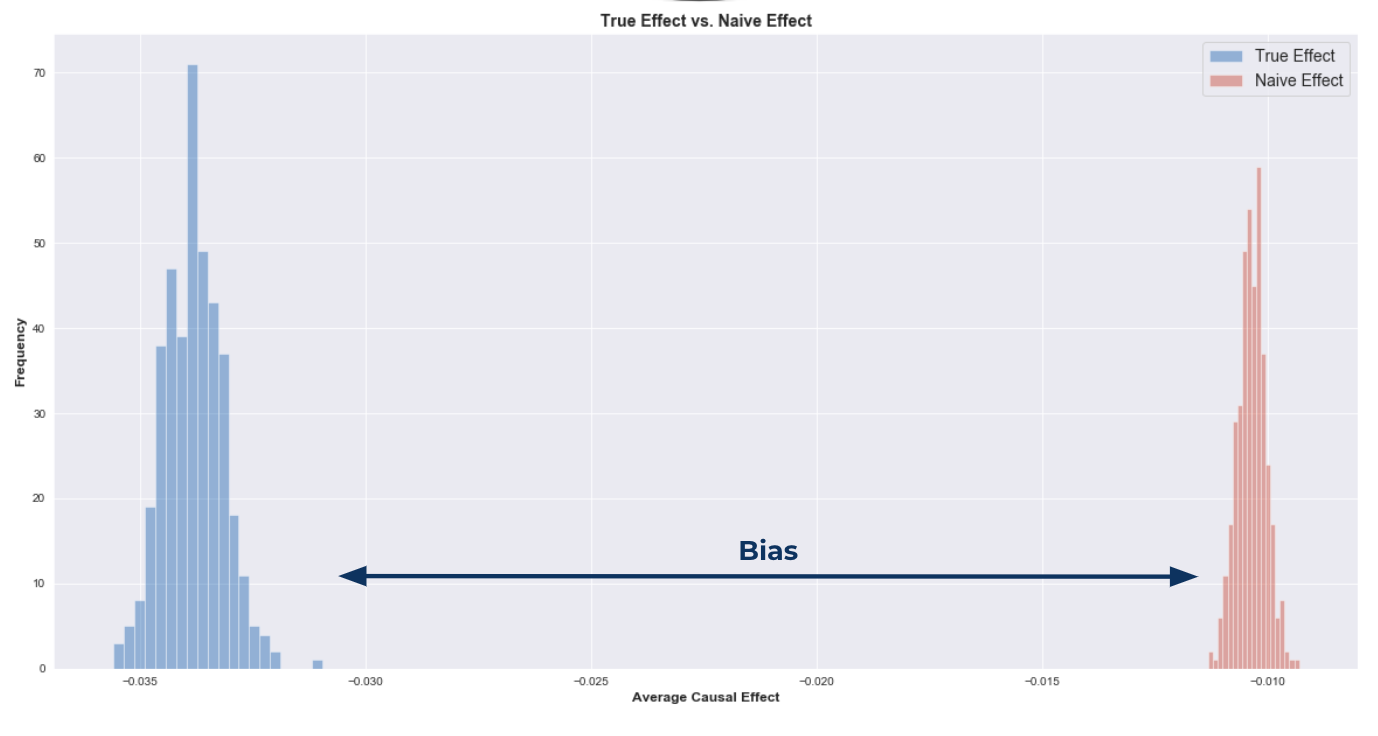 True Effect vs. Naive Effect
True Effect
Naive Effect
70
60
50
40
30
20
10
0
Frequency
Bias
−0.035
−0.030
−0.025
−0.020
−0.015
−0.010
Average Causal Effect